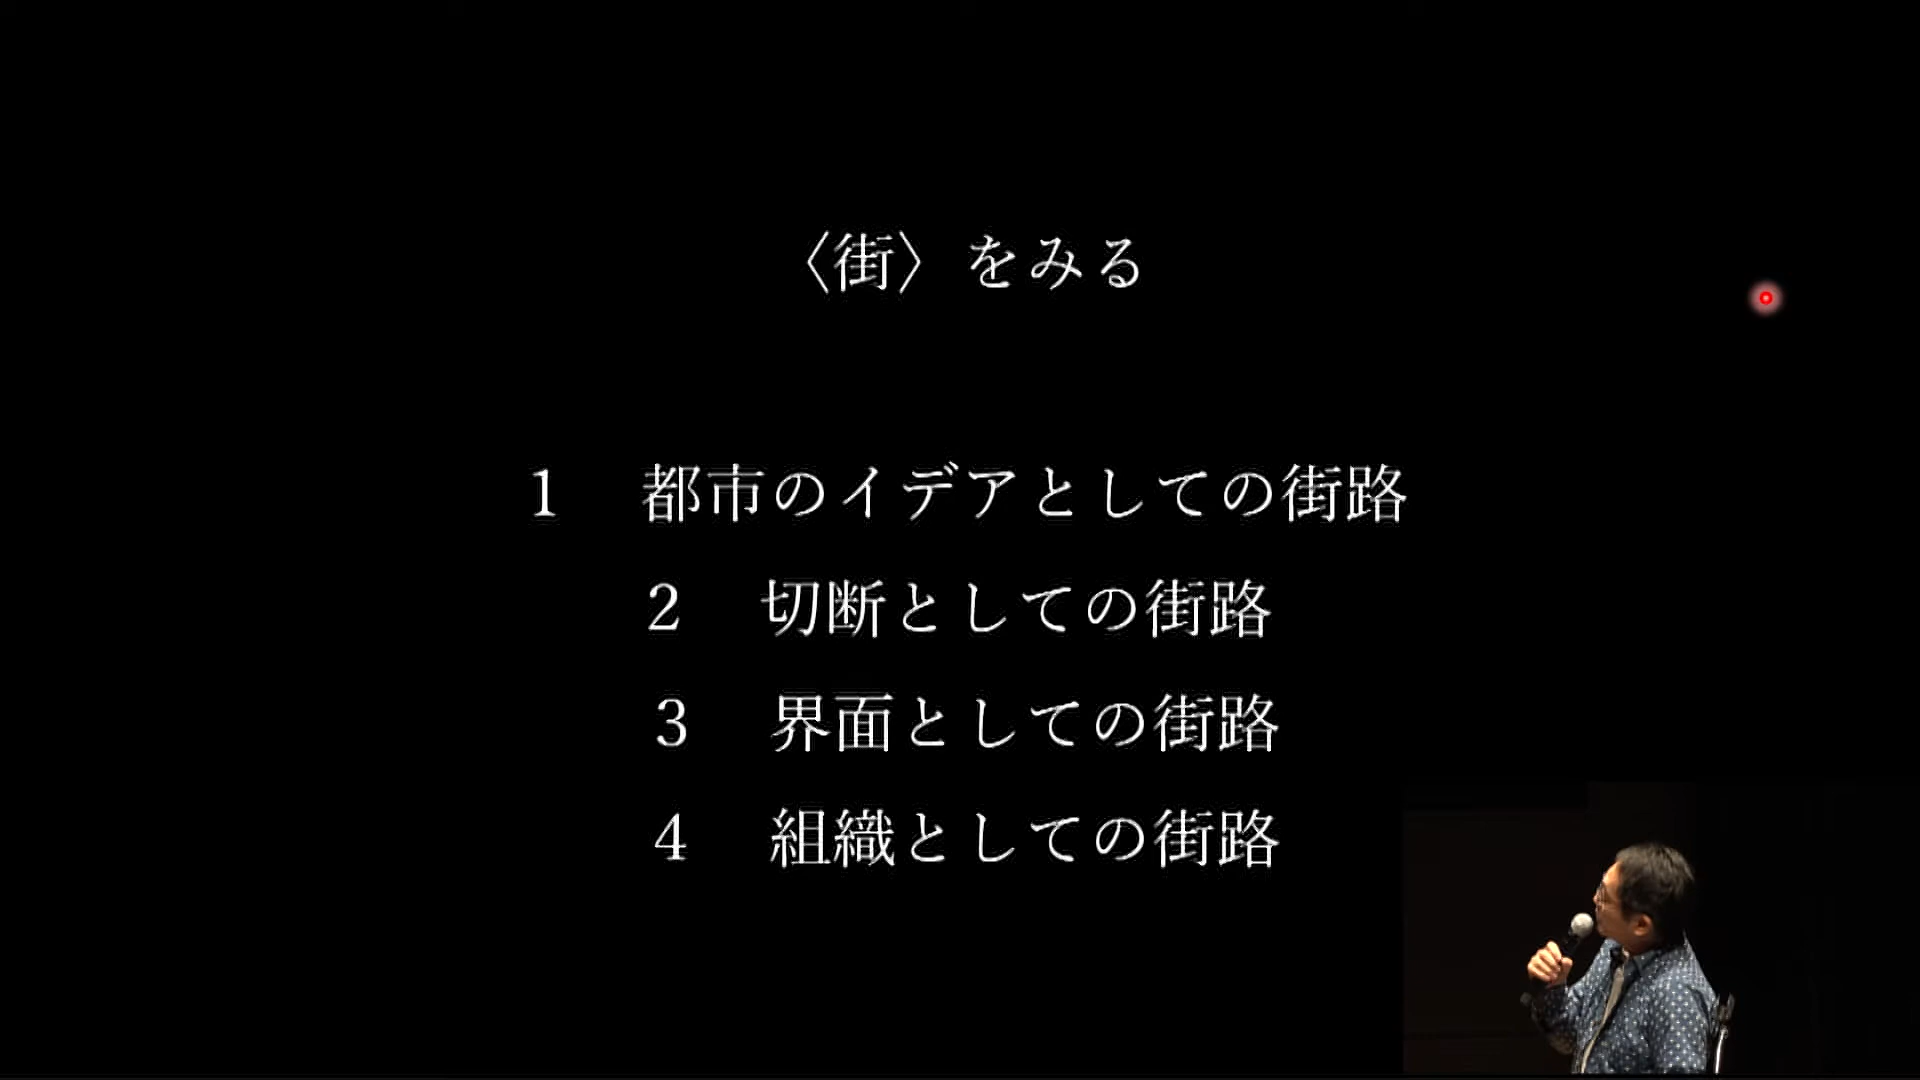 〈街〉をみる
1 都市のイデアとしての街路
2 切断としての街路
3 界面としての街路
4 組織としての街路